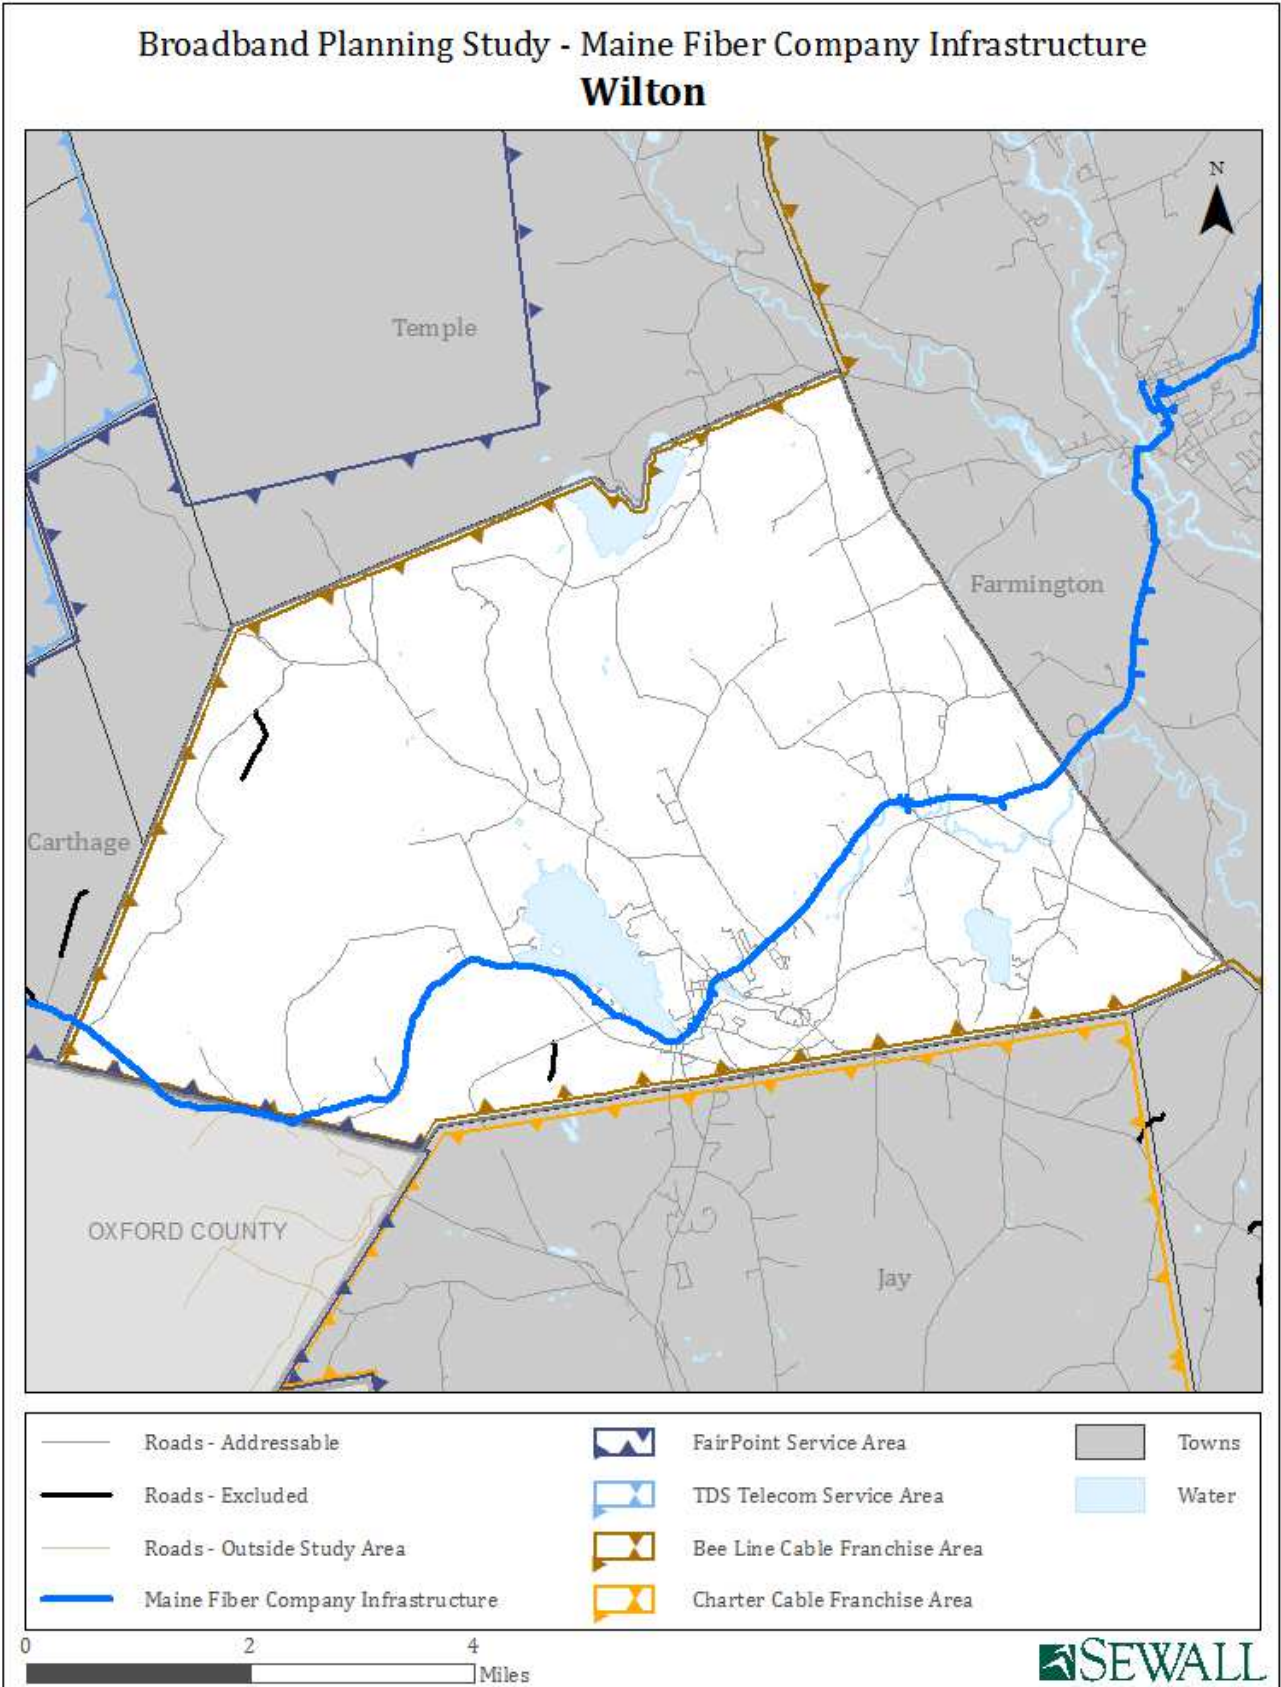 Broadband Planning Study - Maine Fiber Company Infrastructure
Wilton
N
Temple
Farmington
Carthage
OXFORD COUNTY
Jay
Roads - Addressable
FairPoint Service Area
Towns
Roads - Excluded
TDS Telecom Service Area
Water
Roads - Outside Study Area
Bee Line Cable Franchise Area
Maine Fiber Company Infrastructure
Charter Cable Franchise Area
0 2 4
Miles
SEWALL